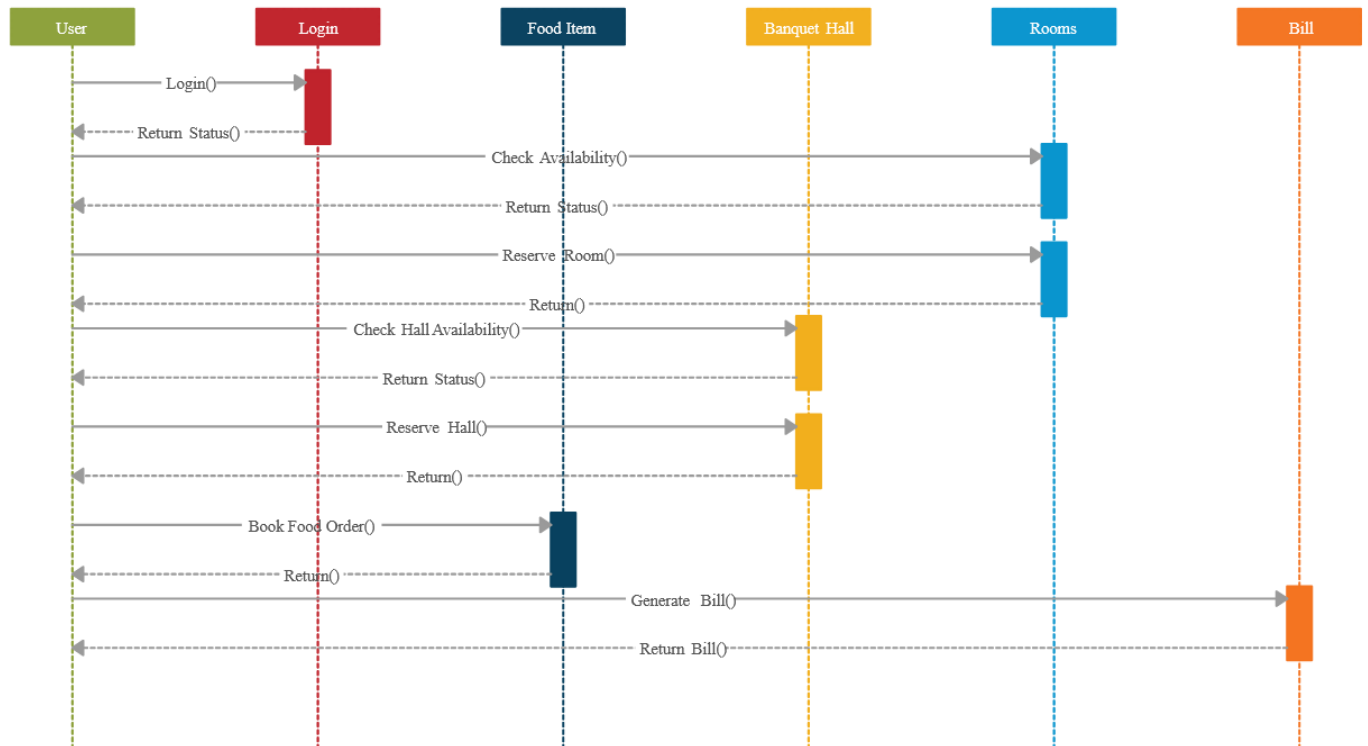 User
Login
Food Item
Banquet Hall
Rooms
Bill
Login()
Return Status()
Check Availability()
Return Status()
Reserve Room()
Return()
Check Hall Availability()
Return Status()
Reserve Hall()
Return()
Book Food Order()
Return()
Generate Bill()
Return Bill()